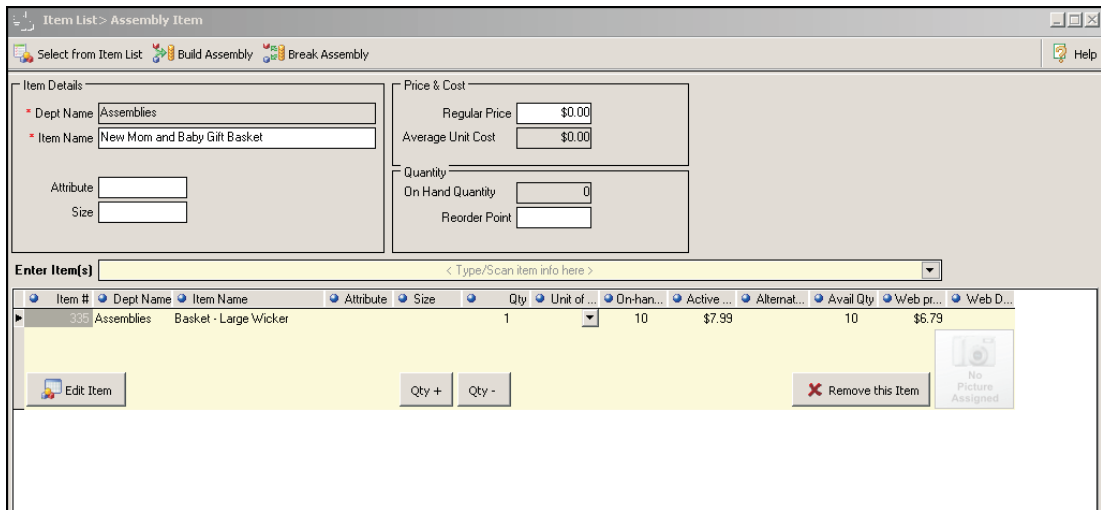 Item List> Assembly Item
Select from Item List Build Assembly Break Assembly Help
Item Details
* Dept Name Assemblies
* Item Name New Mom and Baby Gift Basket
Attribute
Size
Price & Cost
Regular Price $0.00
Average Unit Cost $0.00
Quantity
On Hand Quantity 0
Reorder Point
Enter Item(s) < Type/Scan item info here >
Item # Dept Name Item Name Attribute Size Qty Unit of ... On-han... Active ... Alternat... Avail Qty Web pr... Web D...
335 Assemblies Basket - Large Wicker 1 10 $7.99 10 $6.79
Edit Item Qty + Qty - Remove this Item
No
Picture
Assigned